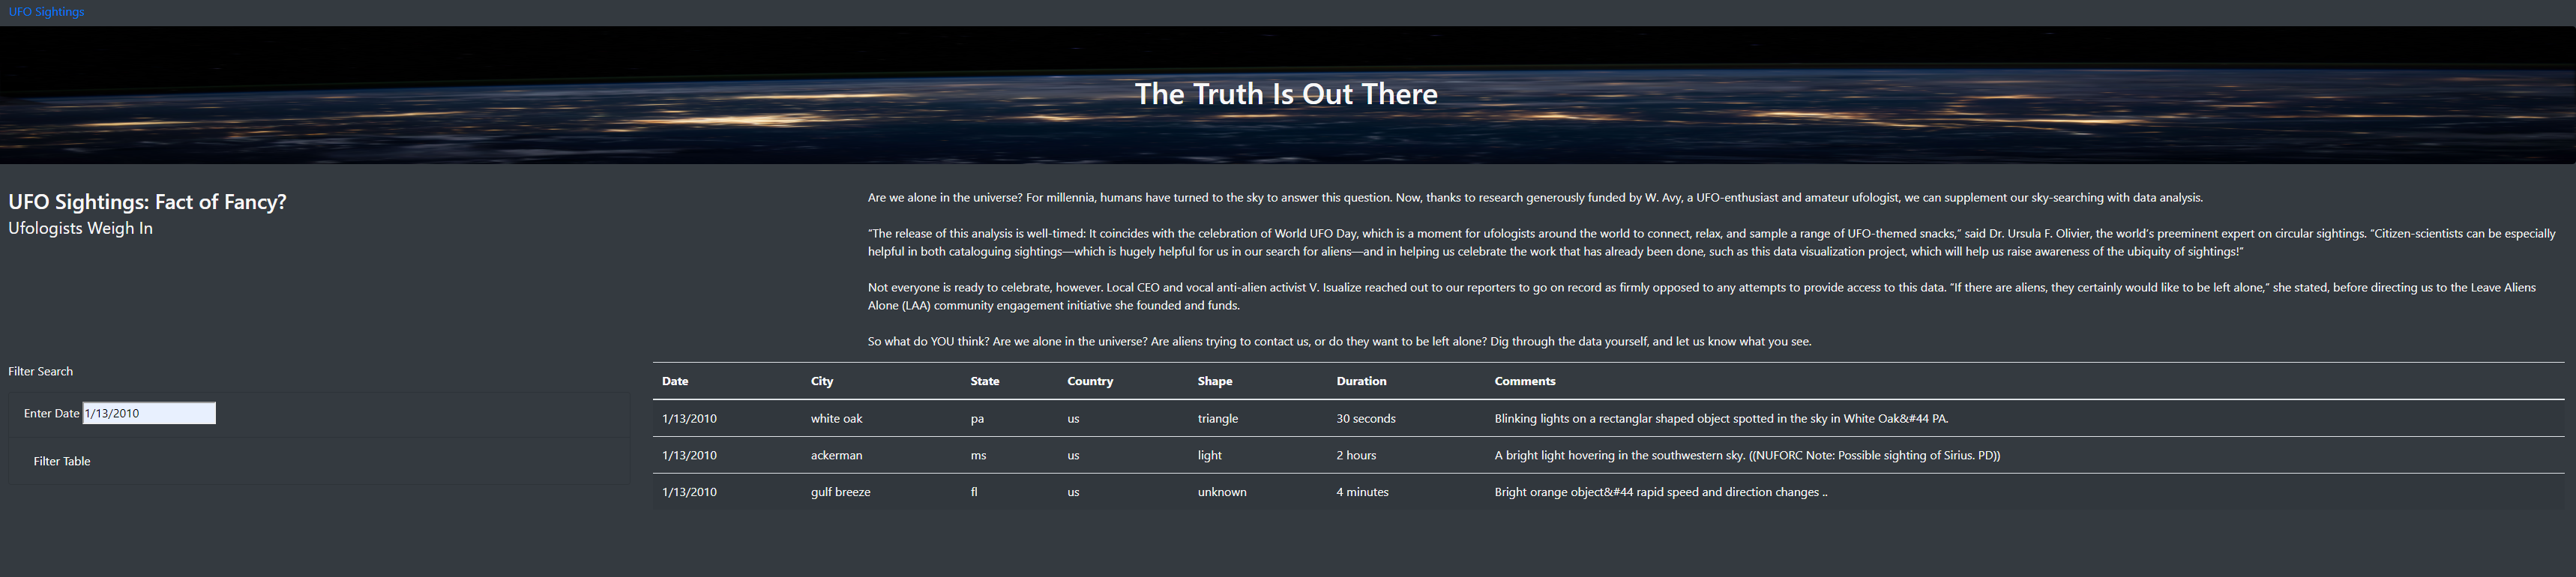 UFO Sightings
The Truth Is Out There
UFO Sightings: Fact of Fancy?
Ufologists Weigh In
Are we alone in the universe? For millennia, humans have turned to the sky to answer this question. Now, thanks to research generously funded by W. Avy, a UFO-enthusiast and amateur ufologist, we can supplement our sky-searching with data analysis.
“The release of this analysis is well-timed: It coincides with the celebration of World UFO Day, which is a moment for ufologists around the world to connect, relax, and sample a range of UFO-themed snacks,” said Dr. Ursula F. Olivier, the world’s preeminent expert on circular sightings. “Citizen-scientists can be especially
helpful in both cataloguing sightings—which is hugely helpful for us in our search for aliens—and in helping us celebrate the work that has already been done, such as this data visualization project, which will help us raise awareness of the ubiquity of sightings!”
Not everyone is ready to celebrate, however. Local CEO and vocal anti-alien activist V. Isualize reached out to our reporters to go on record as firmly opposed to any attempts to provide access to this data. “If there are aliens, they certainly would like to be left alone,” she stated, before directing us to the Leave Aliens
Alone (LAA) community engagement initiative she founded and funds.
So what do YOU think? Are we alone in the universe? Are aliens trying to contact us, or do they want to be left alone? Dig through the data yourself, and let us know what you see.
Filter Search
Enter Date 1/13/2010
Filter Table
Date City State Country Shape Duration Comments
1/13/2010 white oak pa us triangle 30 seconds Blinking lights on a rectanglar shaped object spotted in the sky in White Oak&#44 PA.
1/13/2010 ackerman ms us light 2 hours A bright light hovering in the southwestern sky. ((NUFORC Note: Possible sighting of Sirius. PD))
1/13/2010 gulf breeze fl us unknown 4 minutes Bright orange object&#44 rapid speed and direction changes ..